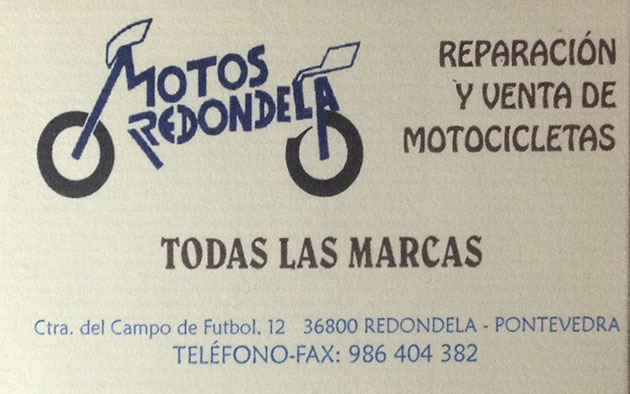 MOTOS
REDONDELA
REPARACIÓN
Y VENTA DE
MOTOCICLETAS
TODAS LAS MARCAS
Ctra. del Campo de Futbol, 12 36800 REDONDELA - PONTEVEDRA
TELÉFONO-FAX: 986 404 382